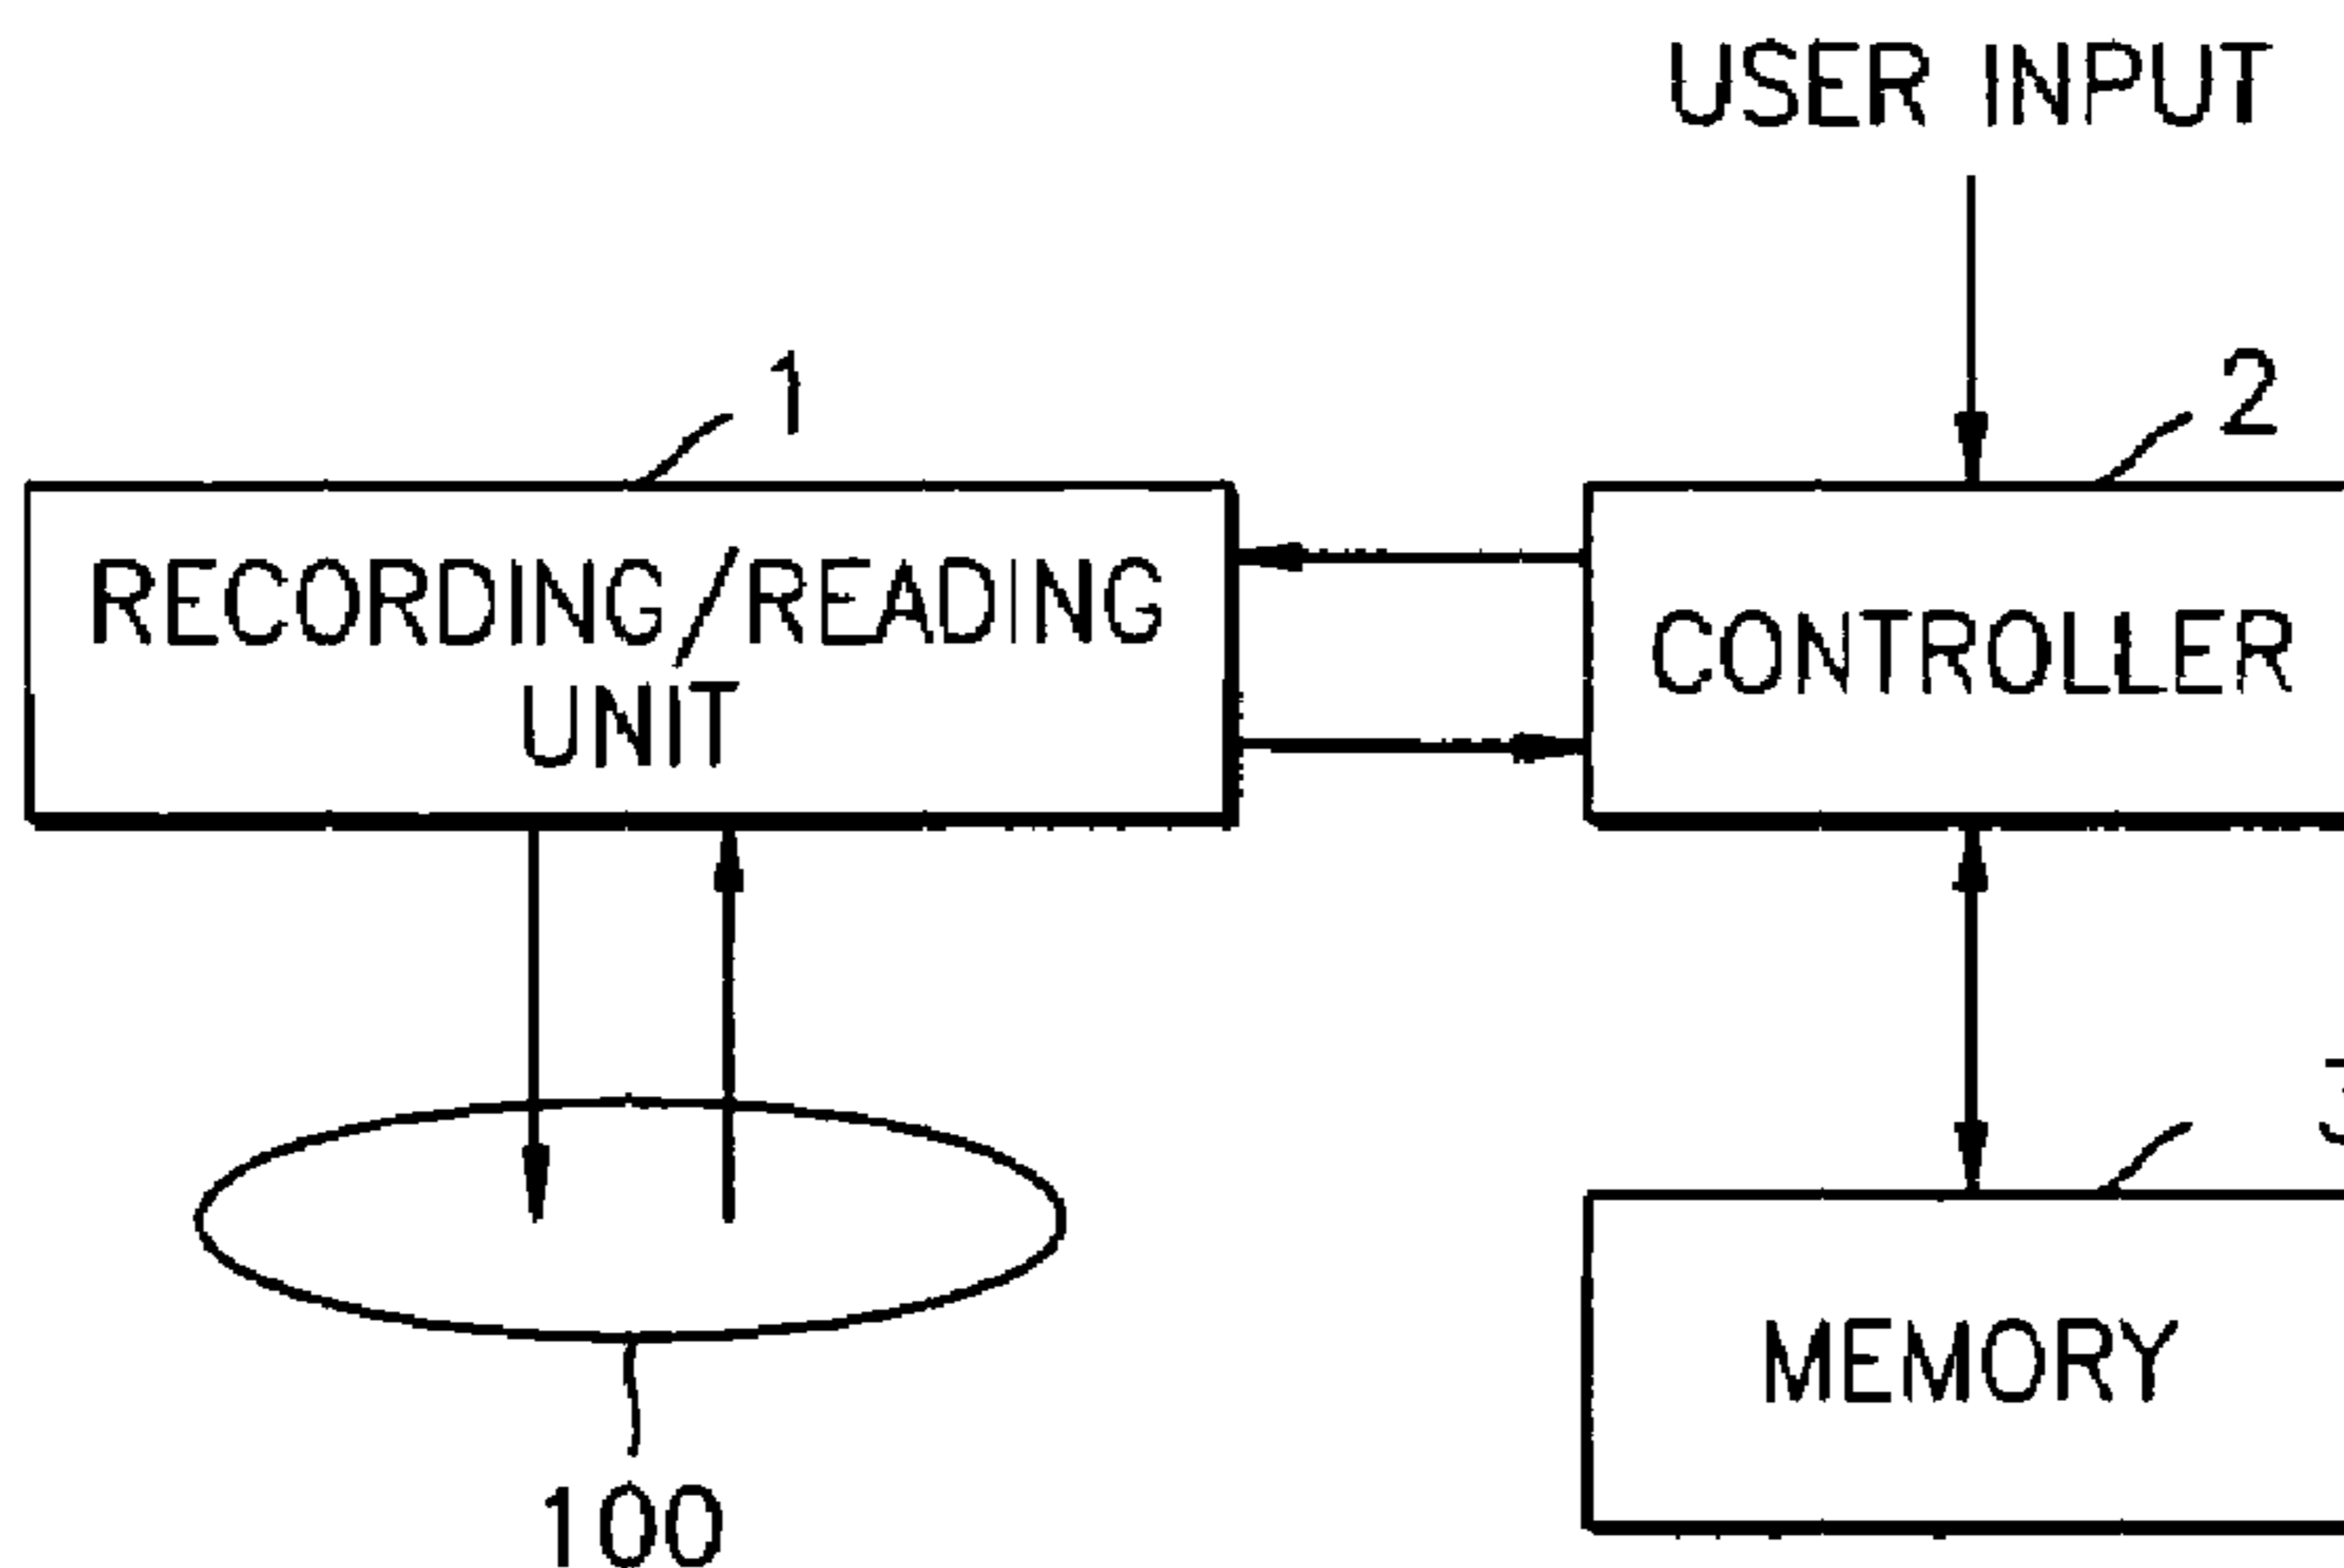 USER INPUT
1
2
RECORDING/READING
UNIT
CONTROLLER
MEMORY
100